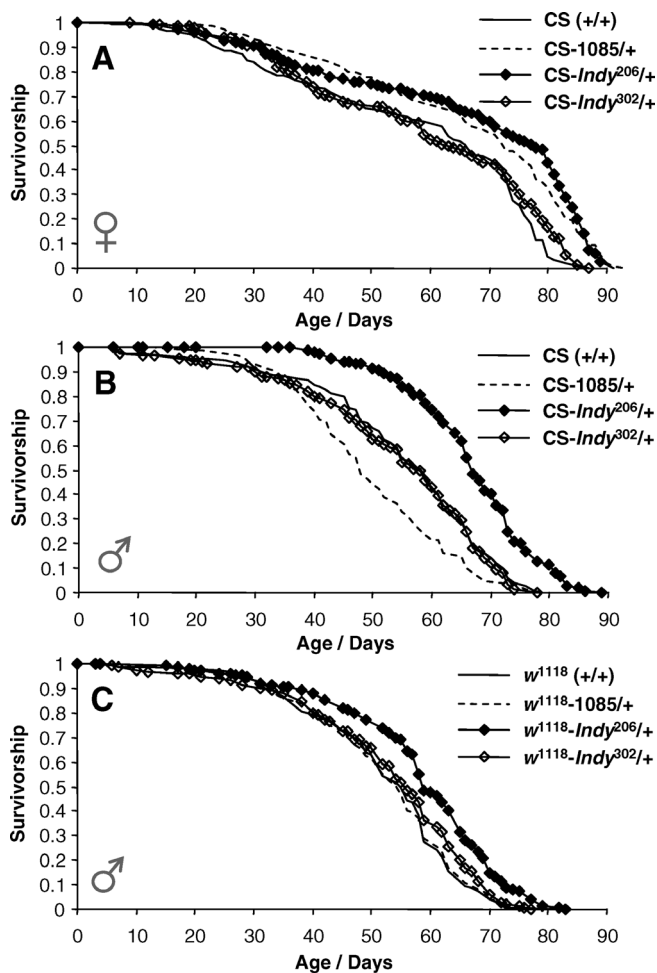 A
CS (+/+)
CS-1085/+
CS-Indy206/+
CS-Indy302/+
Survivorship
1
0.9
0.8
0.7
0.6
0.5
0.4
0.3
0.2
0.1
0
0 10 20 30 40 50 60 70 80 90
Age / Days
B
CS (+/+)
CS-1085/+
CS-Indy206/+
CS-Indy302/+
Survivorship
1
0.9
0.8
0.7
0.6
0.5
0.4
0.3
0.2
0.1
0
0 10 20 30 40 50 60 70 80 90
Age / Days
C
w1118 (+/+)
w1118-1085/+
w1118-Indy206/+
w1118-Indy302/+
Survivorship
1
0.9
0.8
0.7
0.6
0.5
0.4
0.3
0.2
0.1
0
0 10 20 30 40 50 60 70 80 90
Age / Days